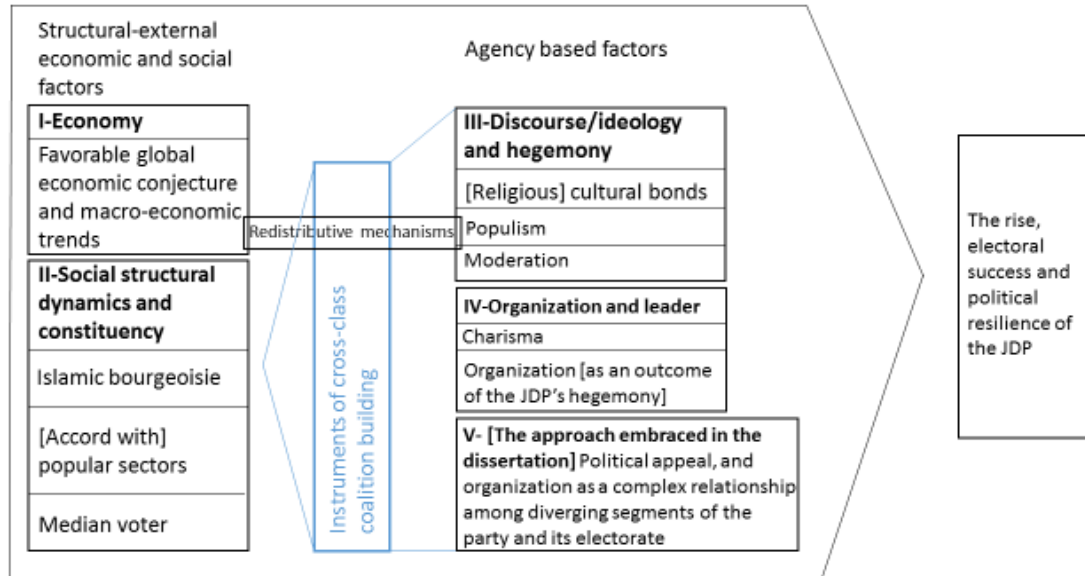 Structural-external
economic and social
factors
I-Economy
Favorable global
economic conjecture
and macro-economic
trends
II-Social structural
dynamics and
constituency
Islamic bourgeoisie
[Accord with]
popular sectors
Median voter
Redistributive mechanisms
Instruments of cross-class
coalition building
Agency based factors
III-Discourse/ideology
and hegemony
[Religious] cultural bonds
Populism
Moderation
IV-Organization and leader
Charisma
Organization [as an outcome
of the JDP's hegemony]
V- [The approach embraced in the
dissertation] Political appeal, and
organization as a complex relationship
among diverging segments of the
party and its electorate
The rise,
electoral
success and
political
resilience of
the JDP